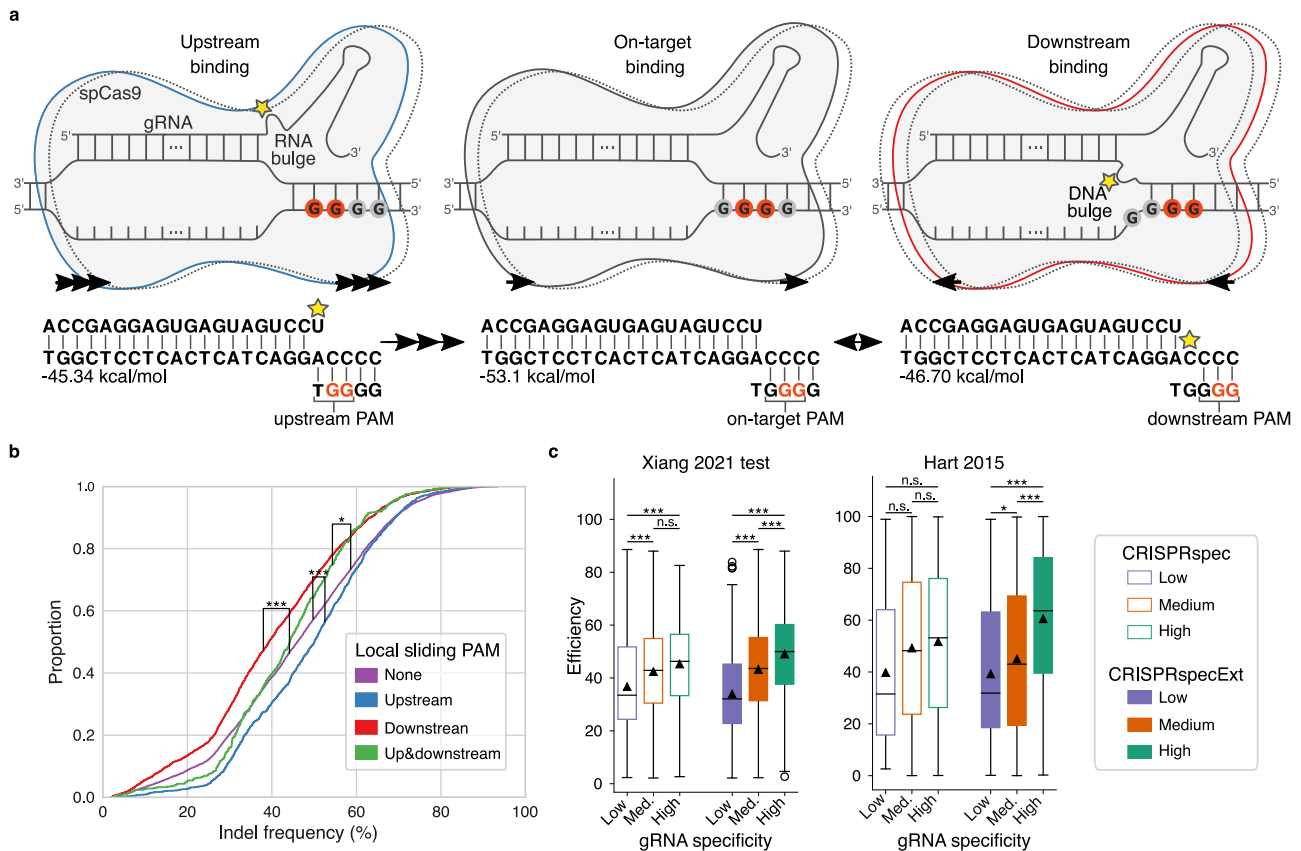 a
Upstream binding
On-target binding
Downstream binding
spCas9
gRNA
RNA bulge
DNA bulge
5'
...
3'
3'
5'
5'
G G G G
3'
...
...
G G G G
...
5'
...
3'
3'
5'
5'
G G G G
3'
...
ACCGAGGAGUGAGUAGUCCU
TGGCTCCTCACTCATCAGGACCCC
-45.34 kcal/mol
TGGGG
upstream PAM
ACCGAGGAGUGAGUAGUCCU
TGGCTCCTCACTCATCAGGACCCC
-53.1 kcal/mol
TGGGG
on-target PAM
ACCGAGGAGUGAGUAGUCCU
TGGCTCCTCACTCATCAGGACCCC
-46.70 kcal/mol
TGGGG
downstream PAM
b
Proportion
1.0
0.8
0.6
0.4
0.2
0.0
*
***
***
Local sliding PAM
None
Upstream
Downstrean
Up&downstream
0 20 40 60 80 100
Indel frequency (%)
c
Xiang 2021 test
Efficiency
100
80
60
40
20
0
***
n.s.
***
***
***
***
Low Med. High Low Med. High
gRNA specificity
Hart 2015
100
80
60
40
20
0
n.s.
n.s.
n.s.
***
***
*
Low Med. High Low Med. High
gRNA specificity
CRISPRspec
Low
Medium
High
CRISPRspecExt
Low
Medium
High